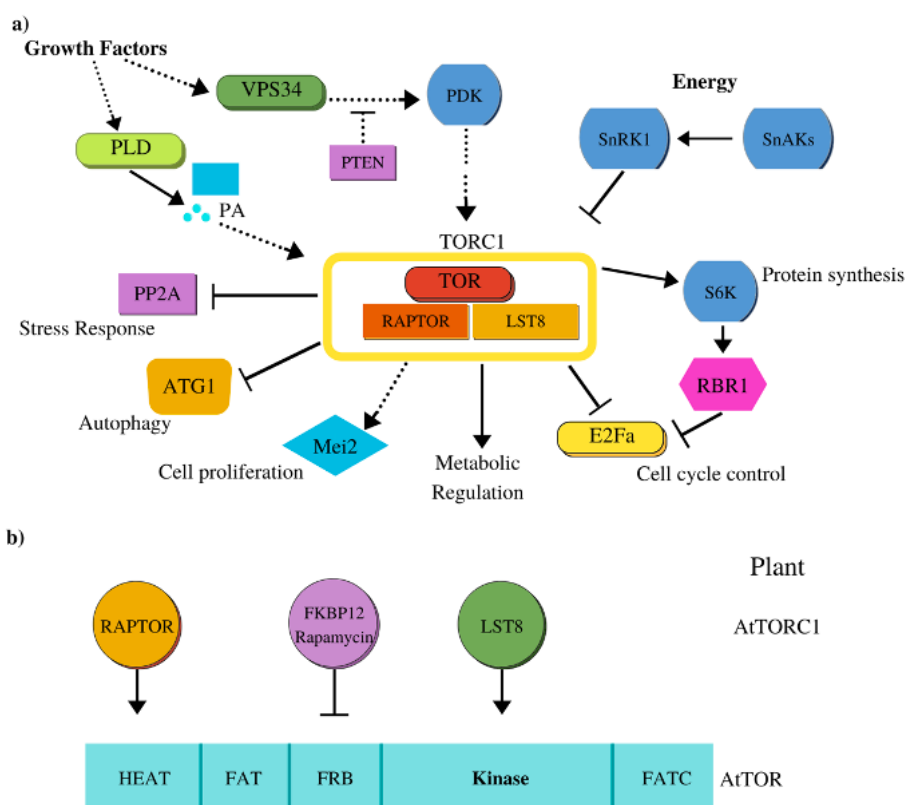 a)
Growth Factors
VPS34
PDK
Energy
PLD
PTEN
SnRK1
SnAKs
PA
TORC1
TOR
RAPTOR
LST8
PP2A
Stress Response
S6K
Protein synthesis
ATG1
Autophagy
RBR1
Mei2
Cell proliferation
E2Fa
Cell cycle control
Metabolic
Regulation
b)
Plant
RAPTOR
FKBP12
Rapamycin
LST8
AtTORC1
HEAT
FAT
FRB
Kinase
FATC
AtTOR